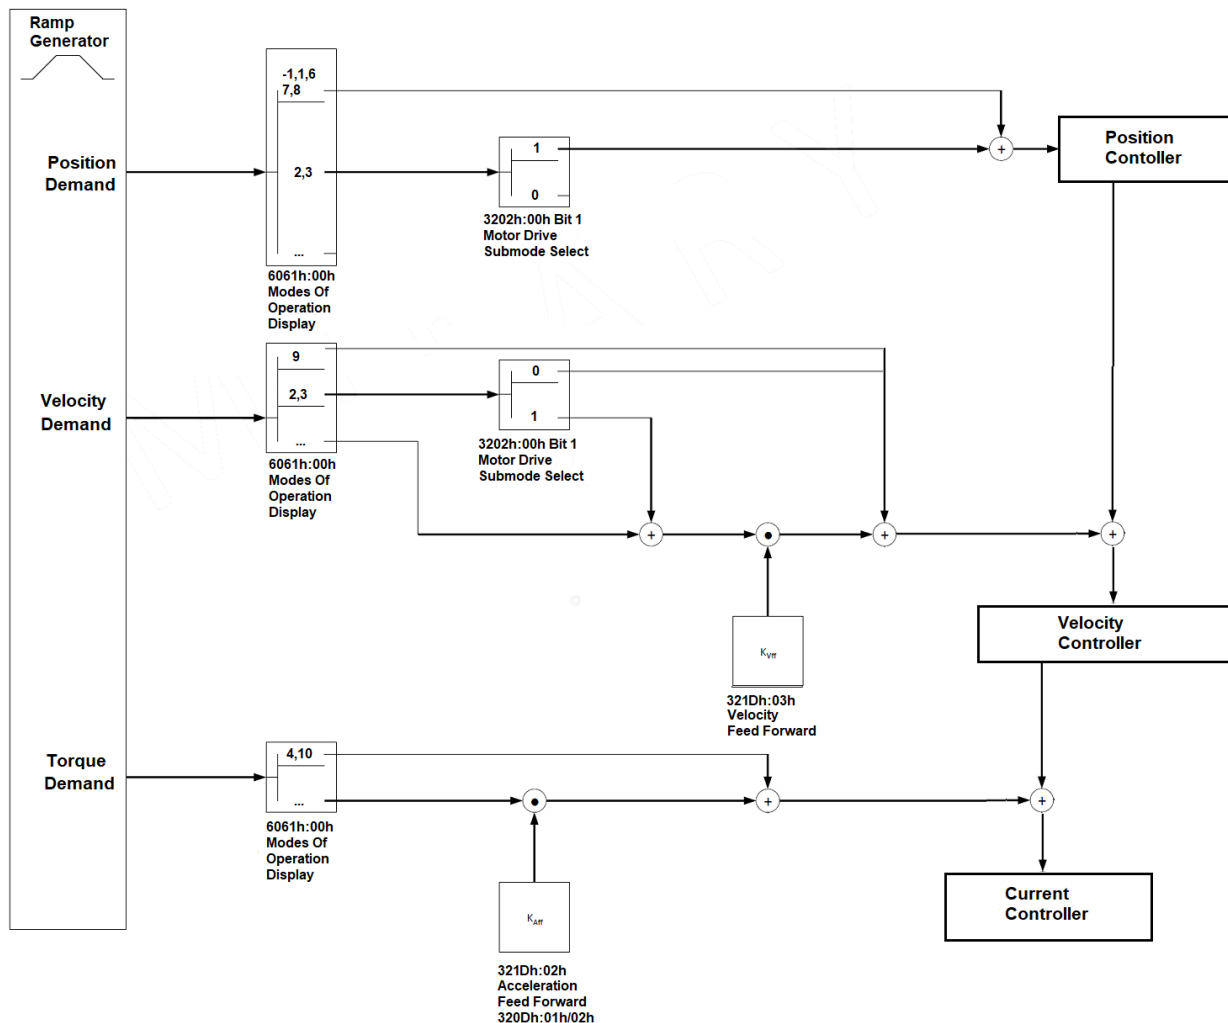 Ramp
Generator
-1,1,6
7,8
Position
Demand
2,3
...
6061h:00h
Modes Of
Operation
Display
1
0
3202h:00h Bit 1
Motor Drive
Submode Select
+
Position
Contoller
Velocity
Demand
9
2,3
...
6061h:00h
Modes Of
Operation
Display
0
1
3202h:00h Bit 1
Motor Drive
Submode Select
+
+
+
KVff
321Dh:03h
Velocity
Feed Forward
Velocity
Controller
Torque
Demand
4,10
...
6061h:00h
Modes Of
Operation
Display
+
+
KAff
321Dh:02h
Acceleration
Feed Forward
320Dh:01h/02h
Current
Controller